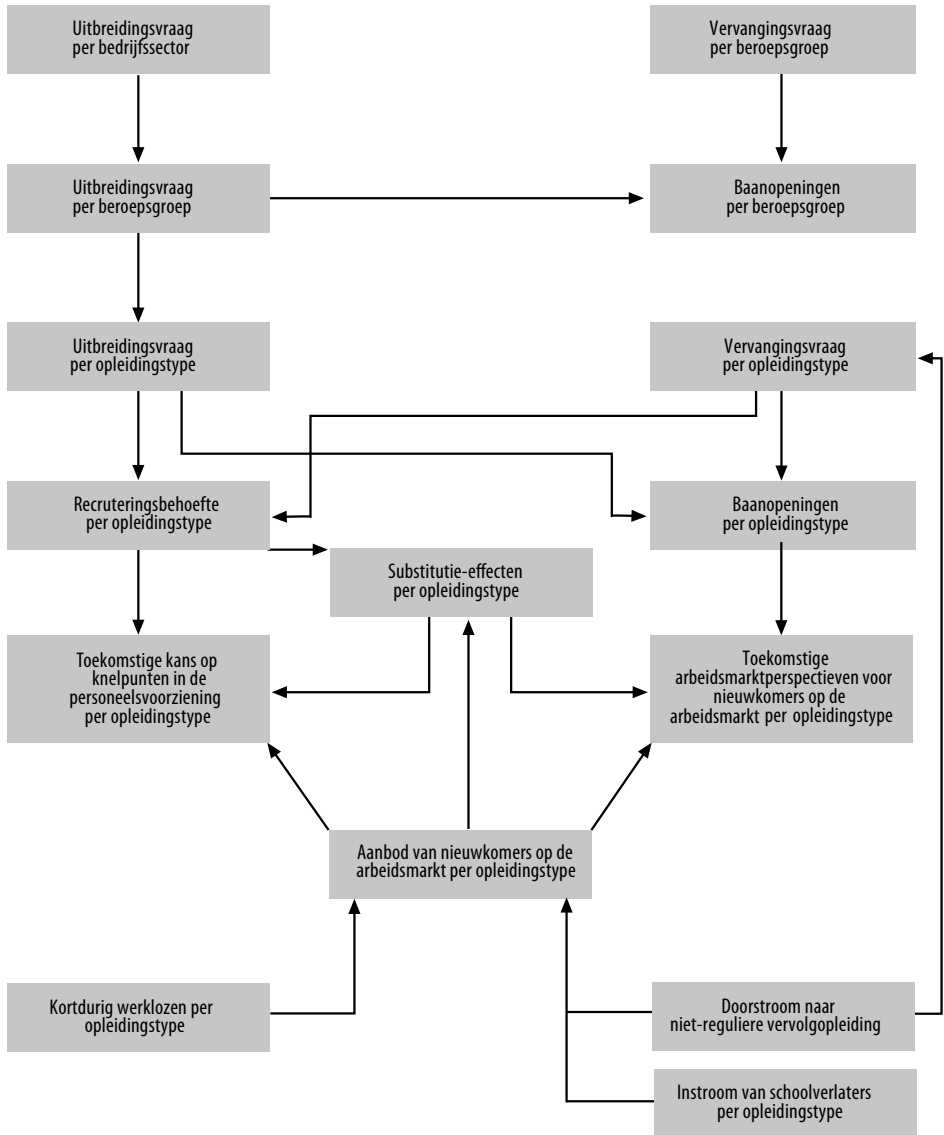 Uitbreidingsvraag
per bedrijfssector
Vervangingsvraag
per beroepsgroep
Uitbreidingsvraag
per beroepsgroep
Baanopeningen
per beroepsgroep
Uitbreidingsvraag
per opleidingstype
Vervangingsvraag
per opleidingstype
Recruteringsbehoefte
per opleidingstype
Baanopeningen
per opleidingstype
Substitutie-effecten
per opleidingstype
Toekomstige kans op
knelpunten in de
personeelsvoorziening
per opleidingstype
Toekomstige
arbeidsmarktperspectieven voor
nieuwkomers op de
arbeidsmarkt per opleidingstype
Aanbod van nieuwkomers op de
arbeidsmarkt per opleidingstype
Kortdurig werklozen per
opleidingstype
Doorstroom naar
niet-reguliere vervolgopleiding
Instroom van schoolverlaters
per opleidingstype